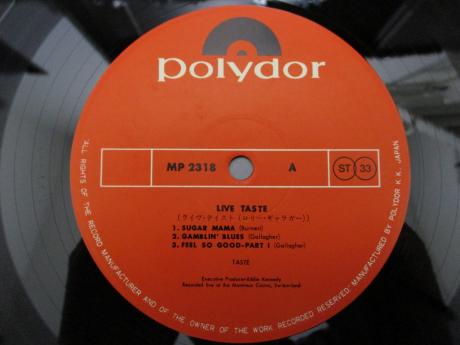 polydor
MP 2318 A ST 33
LIVE TASTE
(ライヴ・テイスト(ロリー・ギャラガー))
1. SUGAR MAMA (Burnett)
2. GAMBLIN' BLUES (Gallagher)
3. FEEL SO GOOD-PART I (Gallagher)
TASTE
Executive Producer-Eddie Kennedy
Recorded live at the Montreux Casino, Switzerland
ALL RIGHTS OF THE RECORD MANUFACTURER AND OF THE OWNER OF THE WORK RECORDED RESERVED: MANUFACTURED BY POLYDOR K.K. JAPAN